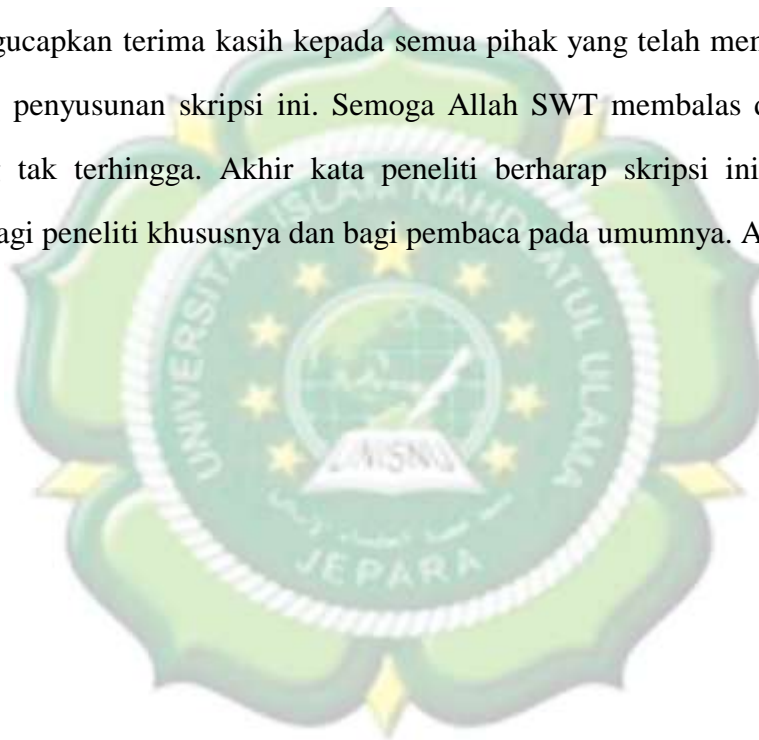 gucapkan terima kasih kepada semua pihak yang telah mem
penyusunan skripsi ini. Semoga Allah SWT membalas d
tak terhingga. Akhir kata peneliti berharap skripsi ini
agi peneliti khususnya dan bagi pembaca pada umumnya. A
UNIVERSITAS ISLAM NAHDLATUL ULAMA
UNISNU
JEPARA